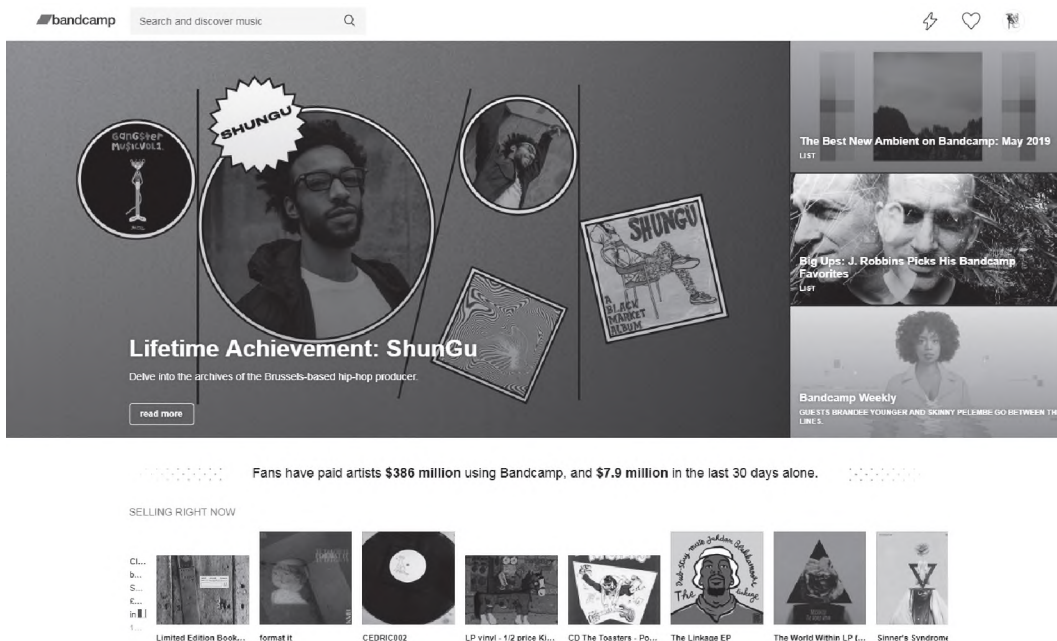 bandcamp
Search and discover music
GANGSTER
MUSIC VOL1.
SHUNGU
SHUNGU
A
BLACK
MARKET
ALBUM
Lifetime Achievement: ShunGu
Delve into the archives of the Brussels-based hip-hop producer.
read more
The Best New Ambient on Bandcamp: May 2019
LIST
Big Ups: J. Robbins Picks His Bandcamp
Favorites
LIST
Bandcamp Weekly
GUESTS BRANDEE YOUNGER AND SKINNY PELEMBE GO BETWEEN TH
LINES.
Fans have paid artists $386 million using Bandcamp, and $7.9 million in the last 30 days alone.
SELLING RIGHT NOW
Cl...
b...
S...
£...
in
1...
The
Linkage
Limited Edition Book...
format it
CEDRIC002
LP vinyl - 1/2 price Ki...
CD The Toasters - Po...
The Linkage EP
The World Within LP (...
Sinner's Syndrome